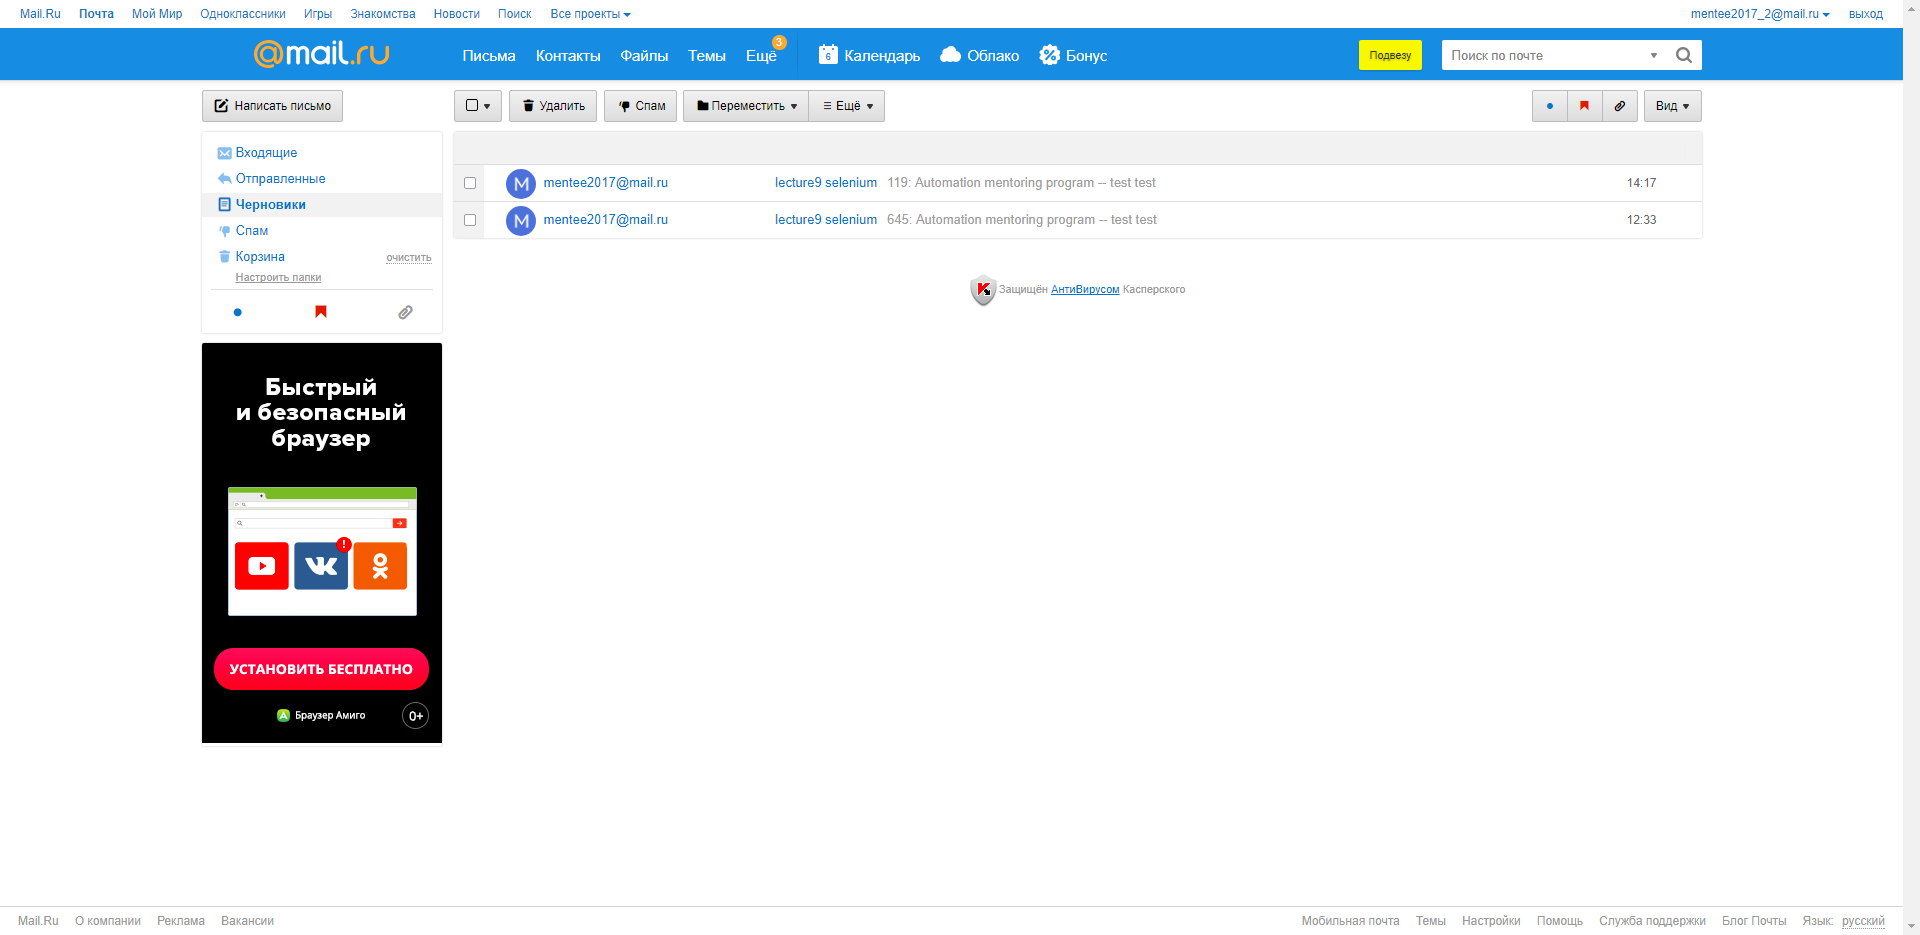 Mail.Ru Почта Мой Мир Одноклассники Игры Знакомства Новости Поиск Все проекты mentee2017_2@mail.ru выход
@mail.ru Письма Контакты Файлы Темы Ещё 3 6 Календарь Облако Бонус Подвезу Поиск по почте
Написать письмо Удалить Спам Переместить Ещё Вид
Входящие
Отправленные
Черновики
Спам
Корзина очистить
Настроить папки
M mentee2017@mail.ru lecture9 selenium 119: Automation mentoring program -- test test 14:17
M mentee2017@mail.ru lecture9 selenium 645: Automation mentoring program -- test test 12:33
Защищён АнтиВирусом Касперского
Быстрый
и безопасный
браузер
УСТАНОВИТЬ БЕСПЛАТНО
Браузер Амиго 0+
Mail.Ru О компании Реклама Вакансии Мобильная почта Темы Настройки Помощь Служба поддержки Блог Почты Язык: русский